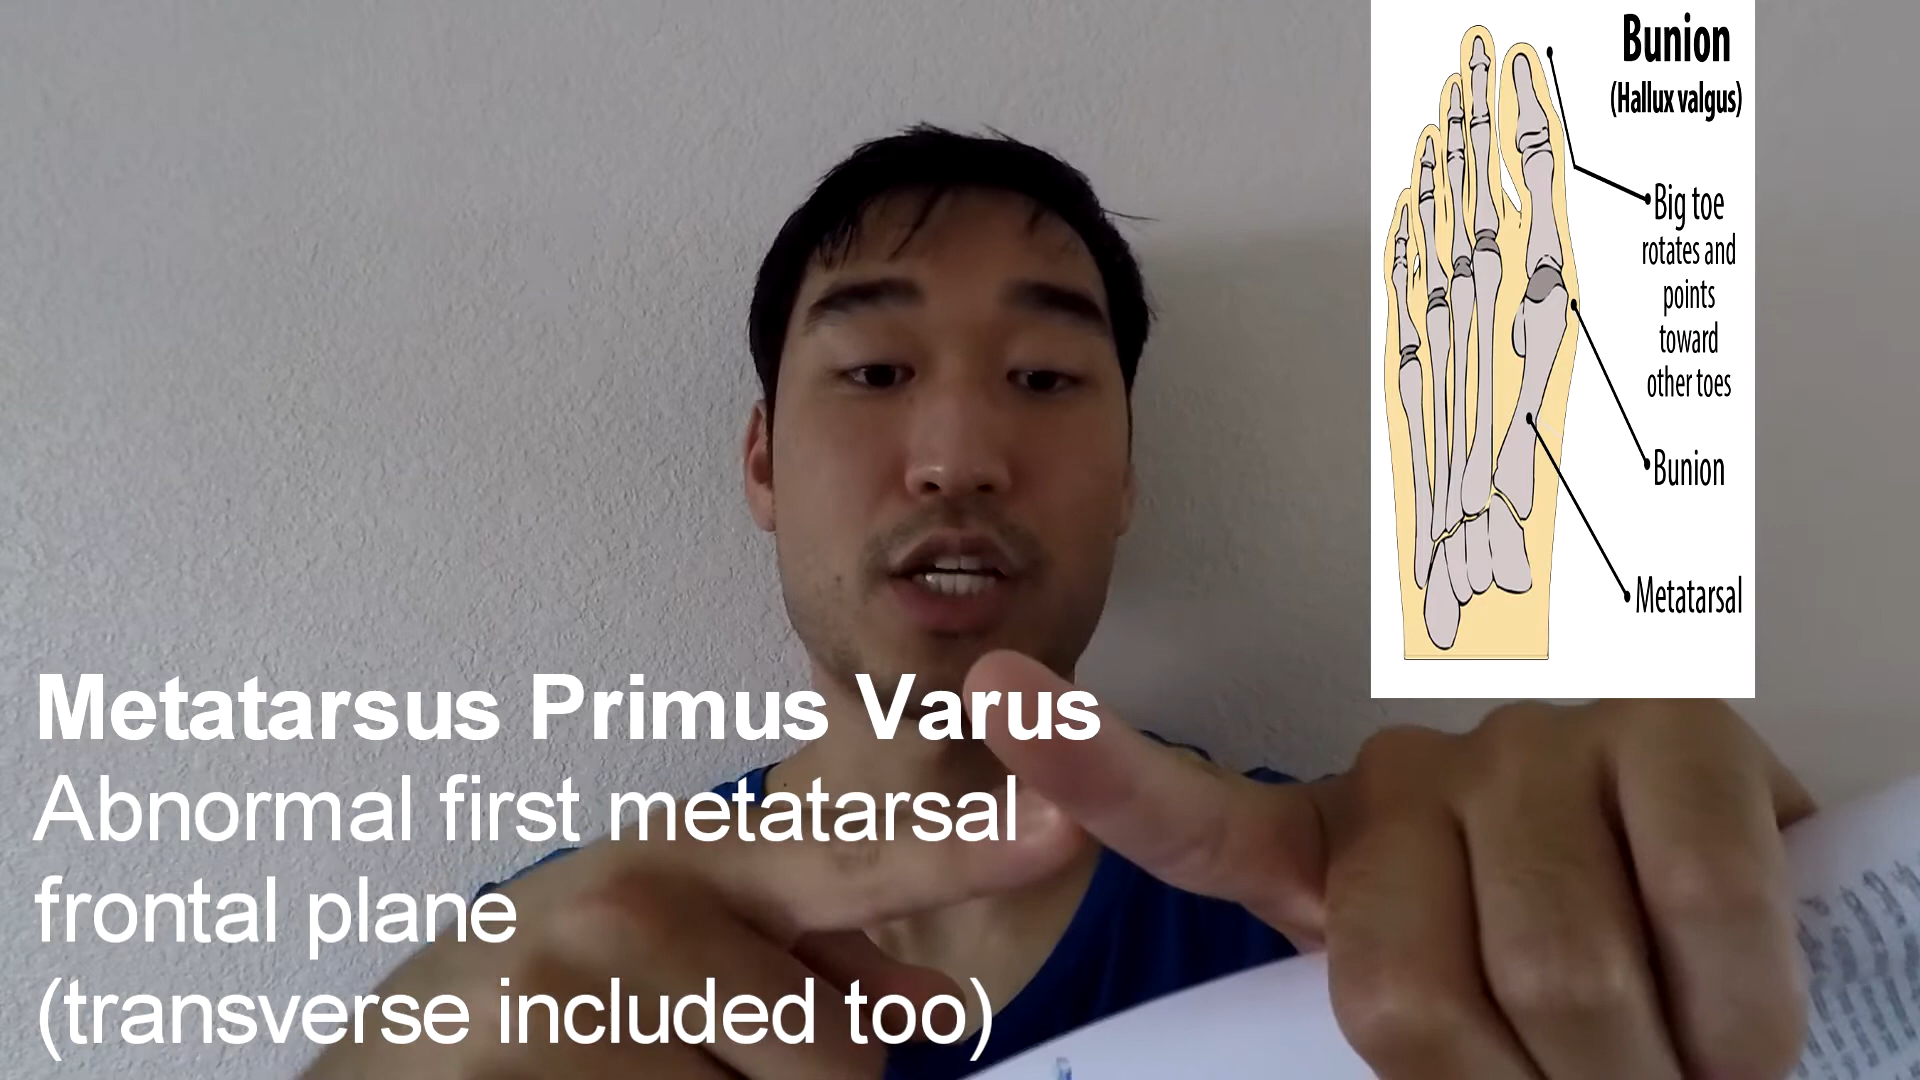 Bunion
(Hallux valgus)
Big toe
rotates and
points
toward
other toes
Bunion
Metatarsal
Metatarsus Primus Varus
Abnormal first metatarsal
frontal plane
(transverse included too)